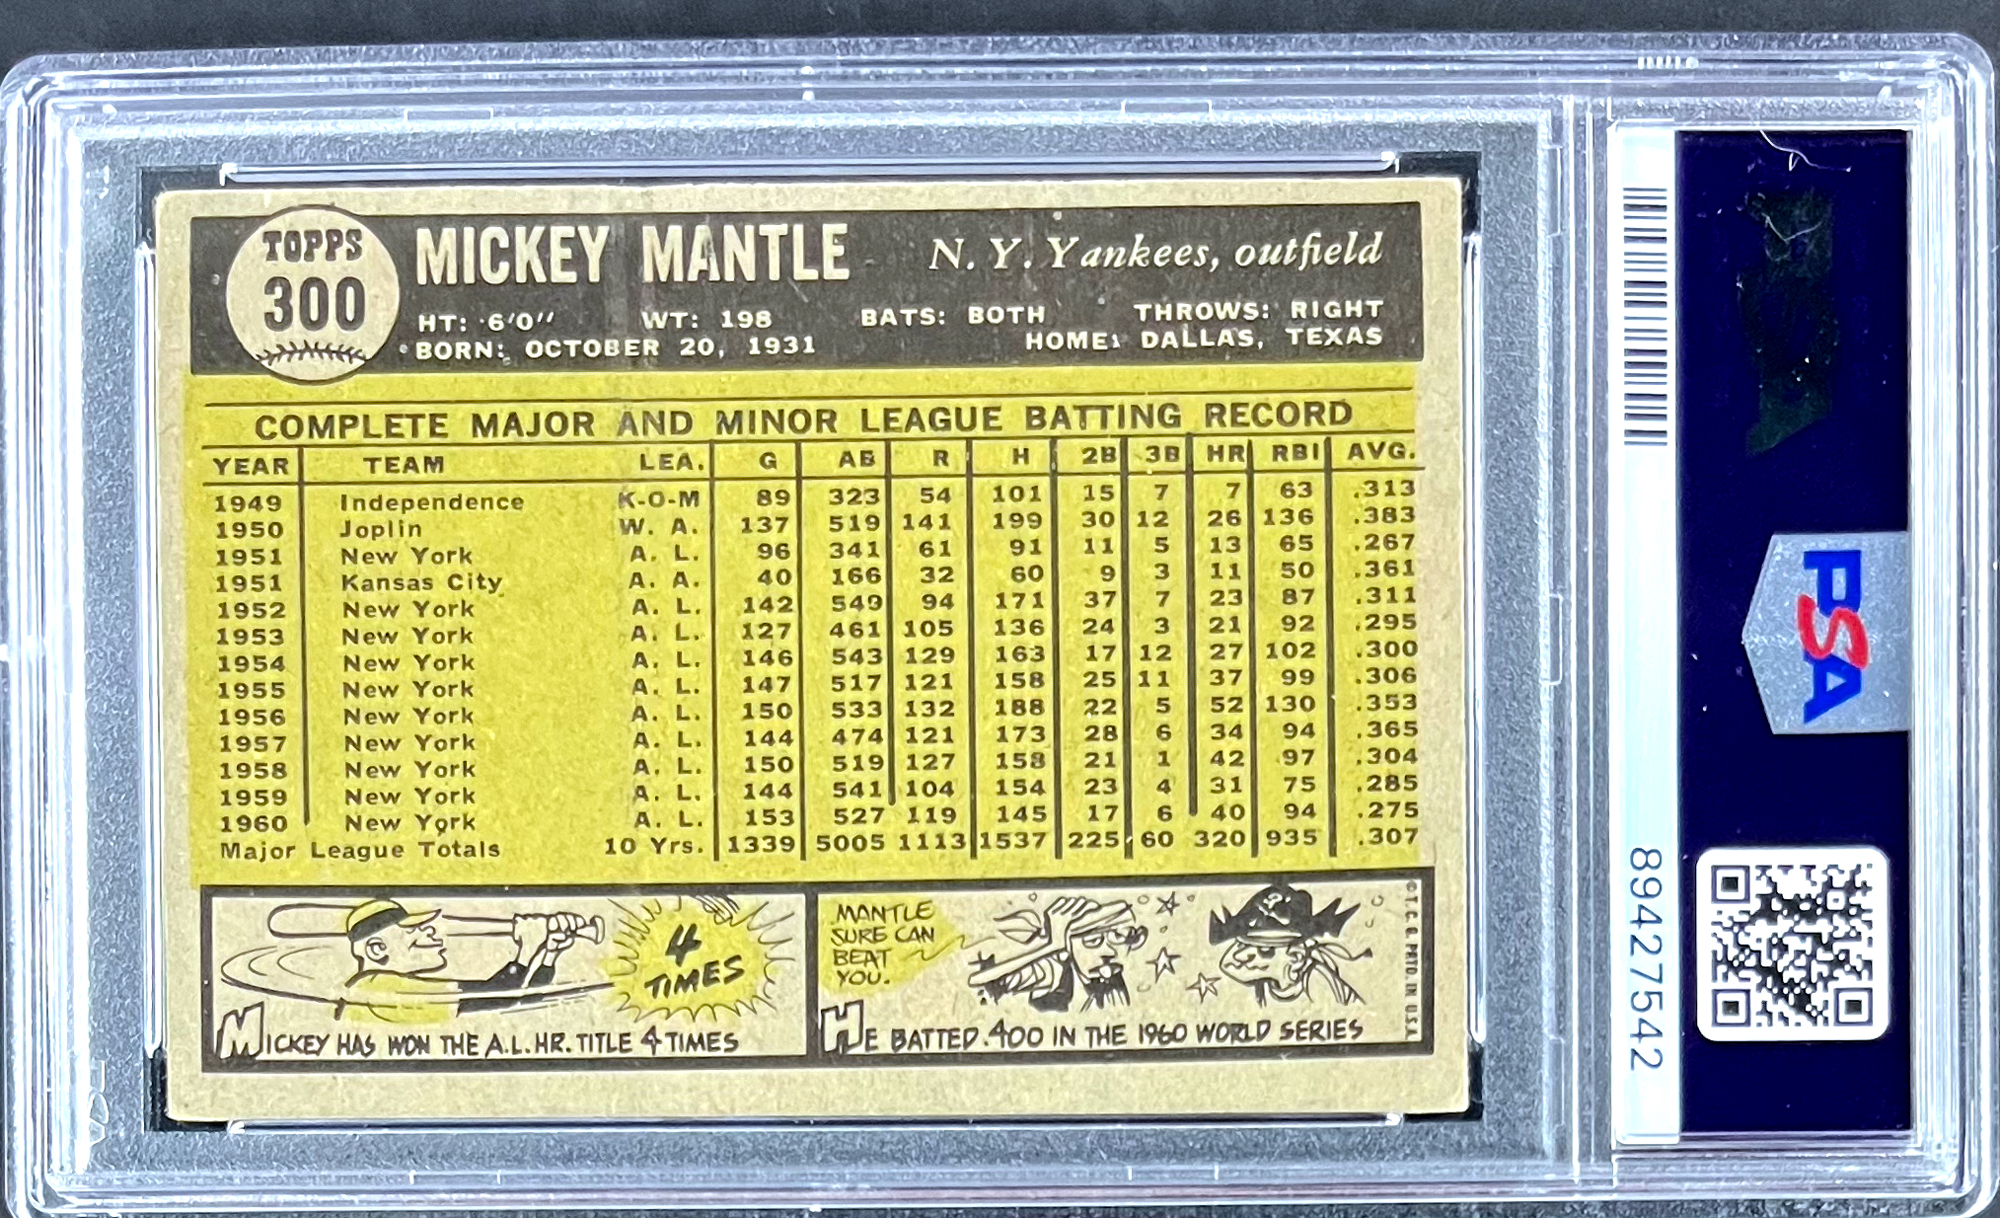 TOPPS
300
MICKEY MANTLE
N. Y. Yankees, outfield
HT: 6'0" WT: 198 BATS: BOTH THROWS: RIGHT
BORN: OCTOBER 20, 1931 HOME: DALLAS, TEXAS
COMPLETE MAJOR AND MINOR LEAGUE BATTING RECORD
YEAR TEAM LEA. G AB R H 2B 3B HR RBI AVG.
1949 Independence K-O-M 89 323 54 101 15 7 7 63 .313
1950 Joplin W. A. 137 519 141 199 30 12 26 136 .383
1951 New York A. L. 96 341 61 91 11 5 13 65 .267
1951 Kansas City A. A. 40 166 32 60 9 3 11 50 .361
1952 New York A. L. 142 549 94 171 37 7 23 87 .311
1953 New York A. L. 127 461 105 136 24 3 21 92 .295
1954 New York A. L. 146 543 129 163 17 12 27 102 .300
1955 New York A. L. 147 517 121 158 25 11 37 99 .306
1956 New York A. L. 150 533 132 188 22 5 52 130 .353
1957 New York A. L. 144 474 121 173 28 6 34 94 .365
1958 New York A. L. 150 519 127 158 21 1 42 97 .304
1959 New York A. L. 144 541 104 154 23 4 31 75 .285
1960 New York A. L. 153 527 119 145 17 6 40 94 .275
Major League Totals 10 Yrs. 1339 5005 1113 1537 225 60 320 935 .307
4
TIMES
MICKEY HAS WON THE A.L. HR. TITLE 4 TIMES
MANTLE
SURE CAN
BEAT
YOU.
HE BATTED .400 IN THE 1960 WORLD SERIES
© T. C. G. PRTD. IN U.S.A.
89427542
PSA